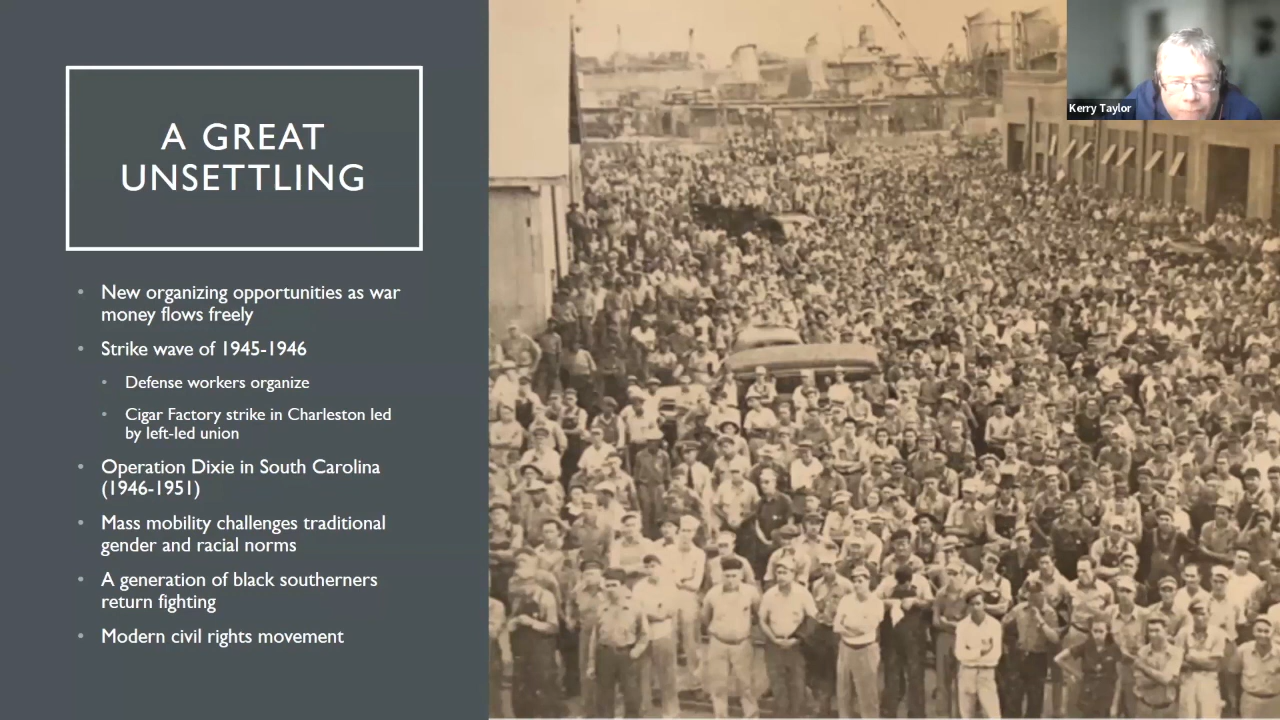 A GREAT
UNSETTLING
• New organizing opportunities as war
money flows freely
• Strike wave of 1945-1946
• Defense workers organize
• Cigar Factory strike in Charleston led
by left-led union
• Operation Dixie in South Carolina
(1946-1951)
• Mass mobility challenges traditional
gender and racial norms
• A generation of black southerners
return fighting
• Modern civil rights movement
Kerry Taylor